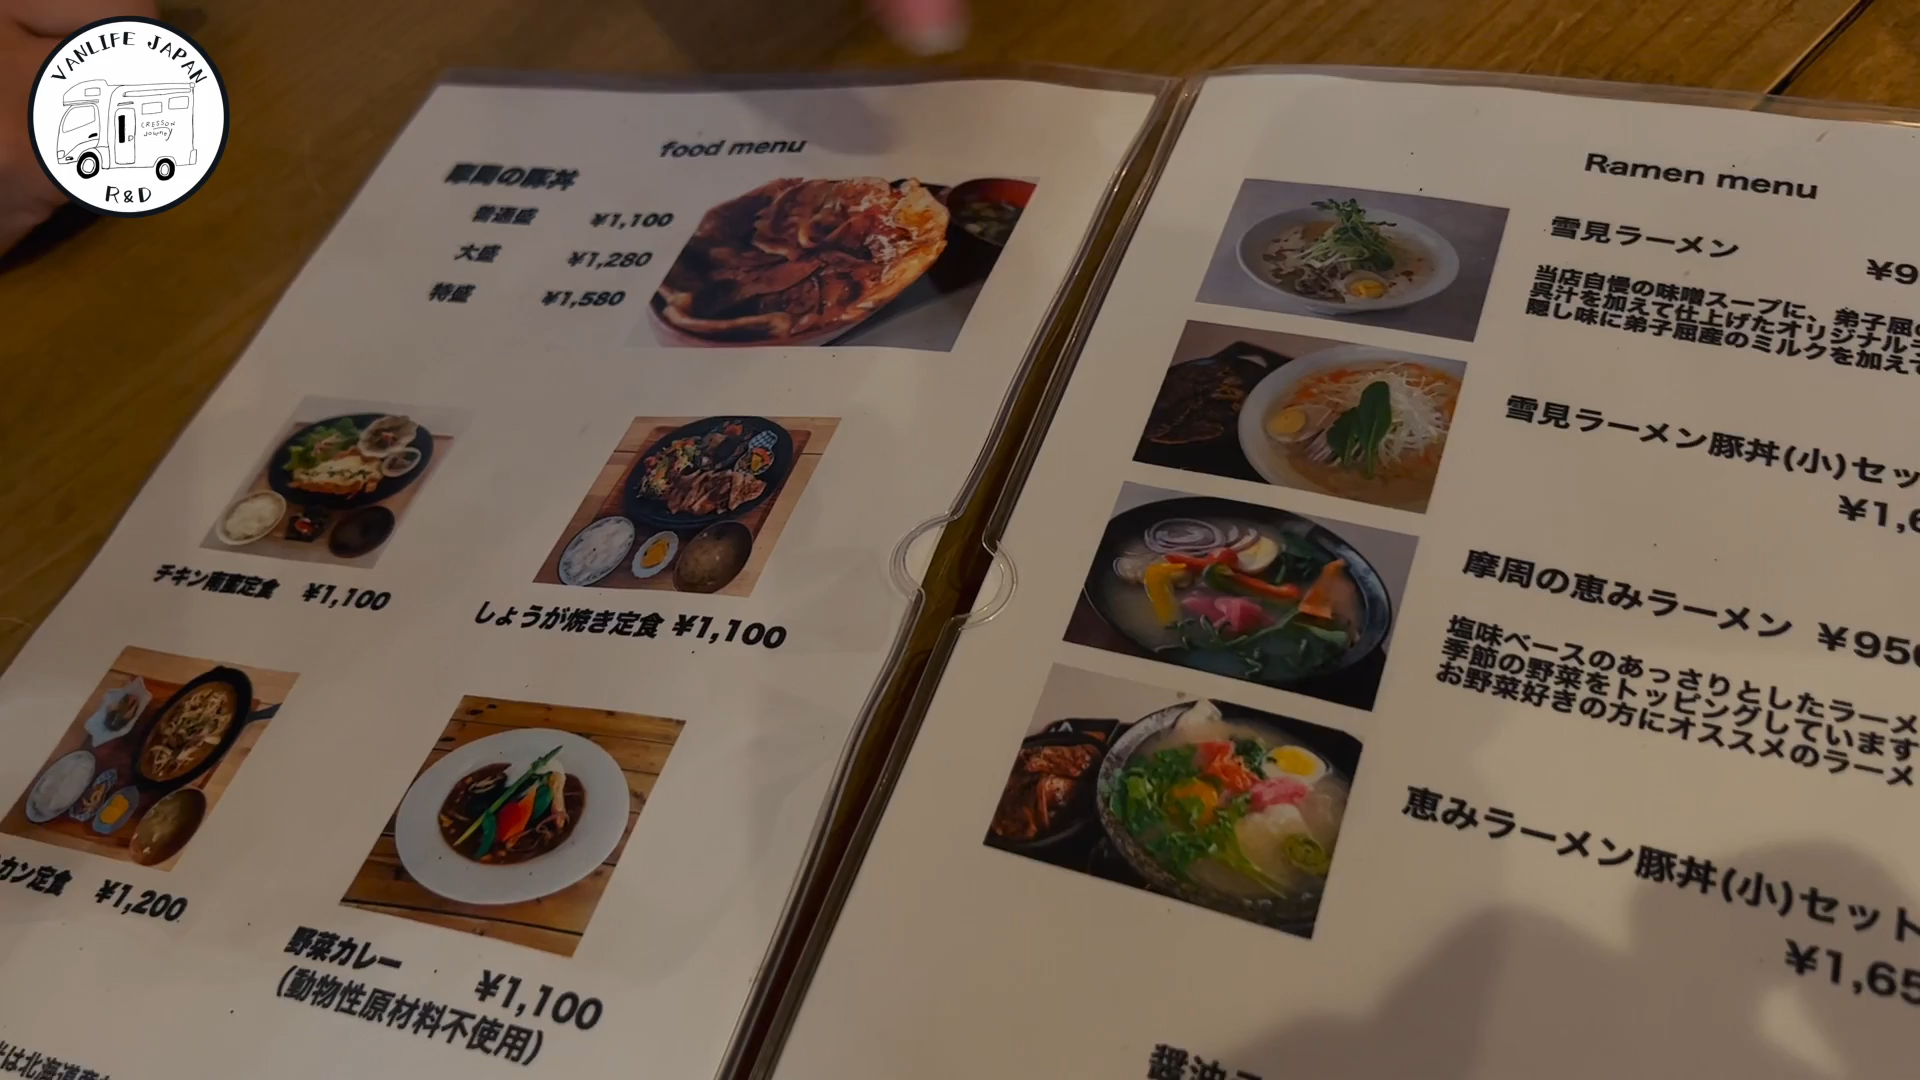 VANLIFE JAPAN
CRESSON
Journey
R&D
food menu
摩周の豚丼
普通盛 ¥1,100
大盛 ¥1,280
特盛 ¥1,580
チキン南蛮定食 ¥1,100
しょうが焼き定食 ¥1,100
カン定食 ¥1,200
野菜カレー ¥1,100
(動物性原材料不使用)
は北海道産
Ramen menu
雪見ラーメン ¥9
当店自慢の味噌スープに、弟子屈
呉汁を加えて仕上げたオリジナル
隠し味に弟子屈産のミルクを加えて
雪見ラーメン豚丼(小)セッ
¥1,6
摩周の恵みラーメン ¥950
塩味ベースのあっさりとしたラーメ
季節の野菜をトッピングしています
お野菜好きの方にオススメのラーメ
恵みラーメン豚丼(小)セット
¥1,65
醤油ラ